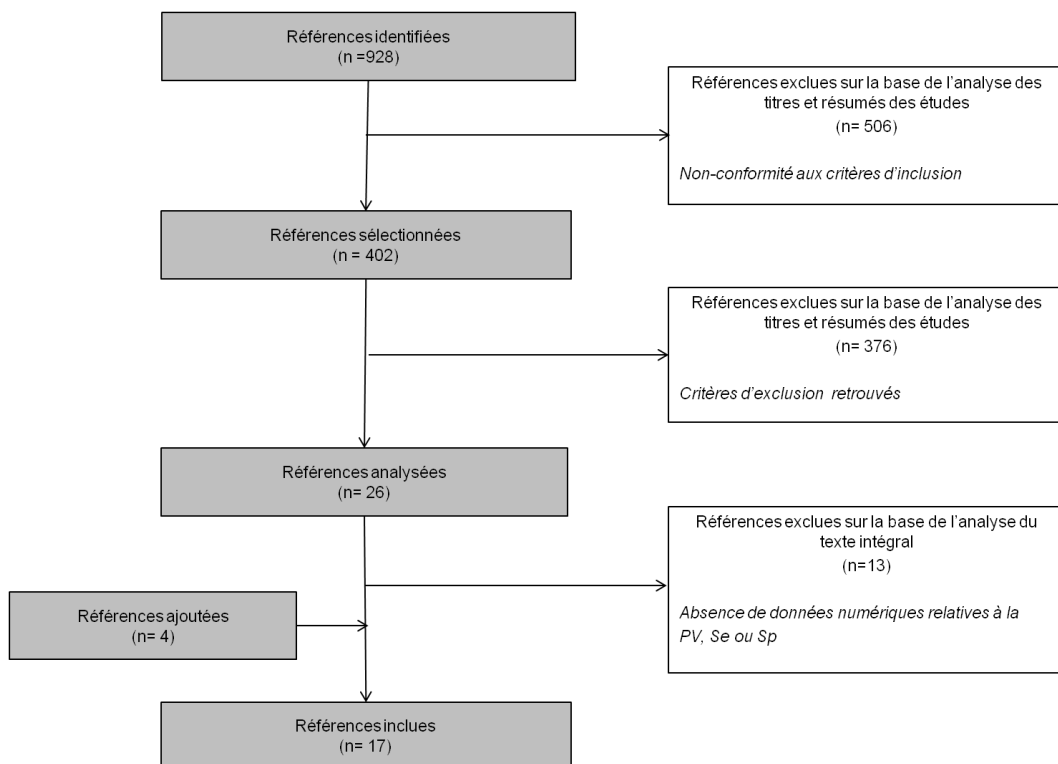 Références identifiées
(n =928)
Références exclues sur la base de l'analyse des
titres et résumés des études
(n= 506)
Non-conformité aux critères d'inclusion
Références sélectionnées
(n = 402)
Références exclues sur la base de l'analyse des
titres et résumés des études
(n= 376)
Critères d'exclusion retrouvés
Références analysées
(n= 26)
Références exclues sur la base de l'analyse du
texte intégral
(n=13)
Absence de données numériques relatives à la
PV, Se ou Sp
Références ajoutées
(n= 4)
Références inclues
(n= 17)